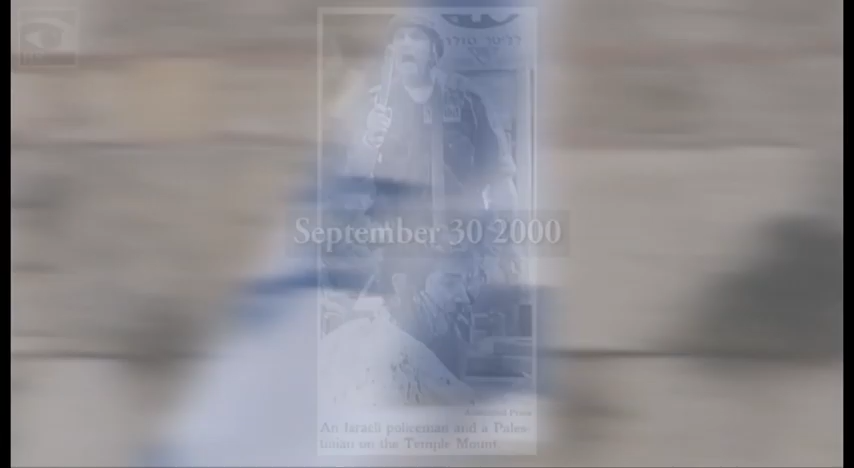 September 30 2000
Associated Press
An Israeli policeman and a Pales-
tinian on the Temple Mount.